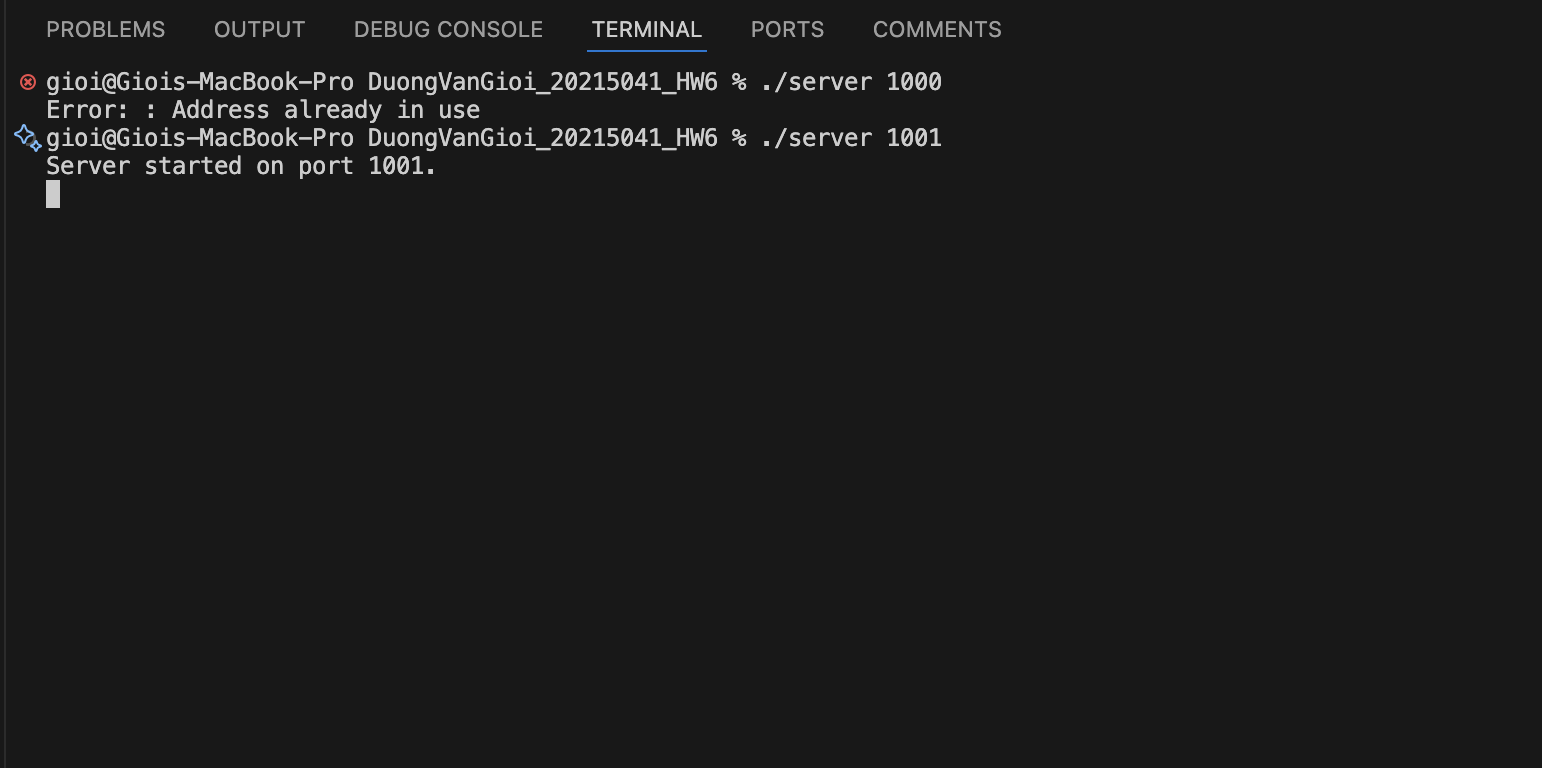 PROBLEMS OUTPUT DEBUG CONSOLE TERMINAL PORTS COMMENTS
gioi@Giois-MacBook-Pro DuongVanGioi_20215041_HW6 % ./server 1000
Error: : Address already in use
gioi@Giois-MacBook-Pro DuongVanGioi_20215041_HW6 % ./server 1001
Server started on port 1001.